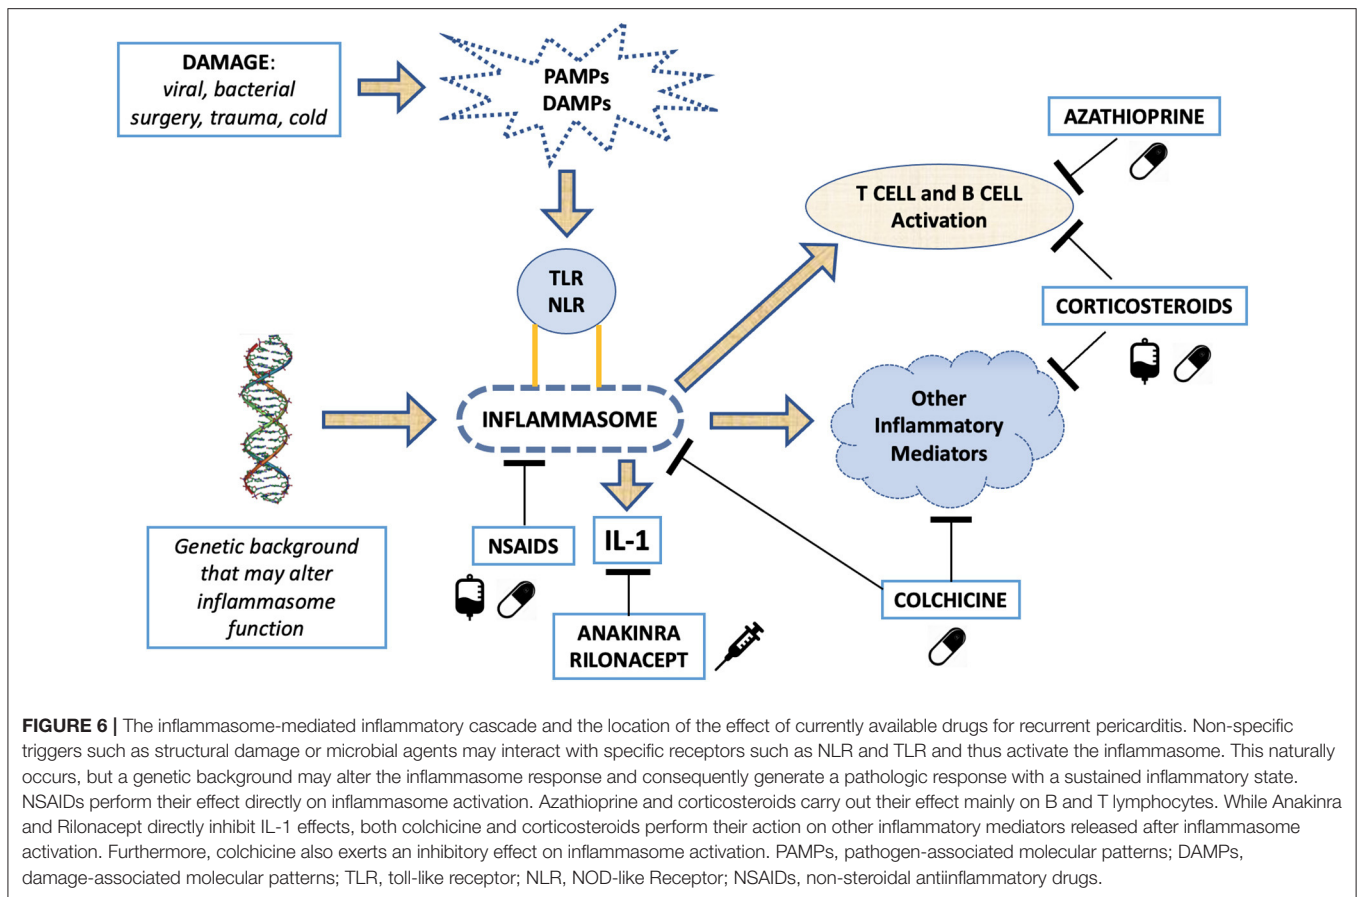 DAMAGE:
viral, bacterial
surgery, trauma, cold
PAMPs
DAMPs
AZATHIOPRINE
T CELL and B CELL
Activation
TLR
NLR
CORTICOSTEROIDS
INFLAMMASOME
Other
Inflammatory
Mediators
Genetic background
that may alter
inflammasome
function
NSAIDS
IL-1
COLCHICINE
ANAKINRA
RILONACEPT
FIGURE 6 | The inflammasome-mediated inflammatory cascade and the location of the effect of currently available drugs for recurrent pericarditis. Non-specific
triggers such as structural damage or microbial agents may interact with specific receptors such as NLR and TLR and thus activate the inflammasome. This naturally
occurs, but a genetic background may alter the inflammasome response and consequently generate a pathologic response with a sustained inflammatory state.
NSAIDs perform their effect directly on inflammasome activation. Azathioprine and corticosteroids carry out their effect mainly on B and T lymphocytes. While Anakinra
and Rilonacept directly inhibit IL-1 effects, both colchicine and corticosteroids perform their action on other inflammatory mediators released after inflammasome
activation. Furthermore, colchicine also exerts an inhibitory effect on inflammasome activation. PAMPs, pathogen-associated molecular patterns; DAMPs,
damage-associated molecular patterns; TLR, toll-like receptor; NLR, NOD-like Receptor; NSAIDs, non-steroidal antiinflammatory drugs.